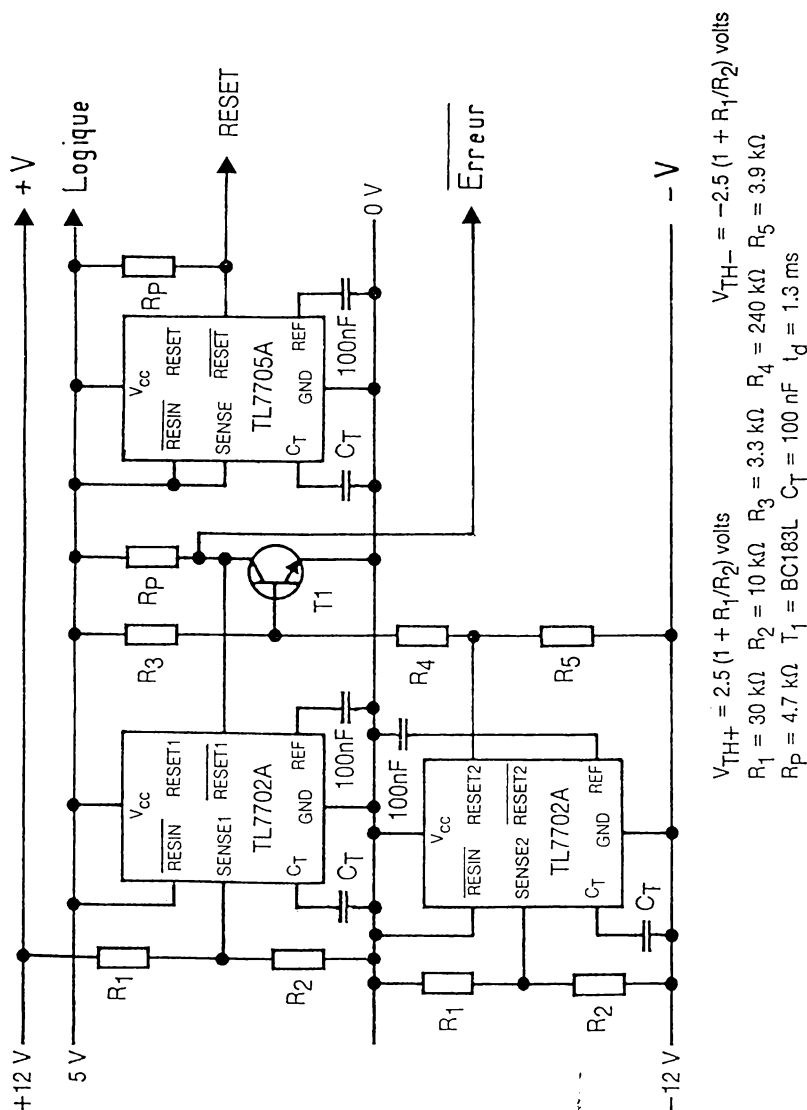 +12 V
+ V
5 V
Logique
R1
R2
VCC
RESIN
RESET1
SENSE1
RESET1
TL7702A
CT
REF
GND
CT
100nF
R3
RP
T1
VCC
RESIN
RESET
SENSE
RESET
TL7705A
CT
REF
GND
CT
100nF
RP
RESET
0 V
R1
R2
100nF
VCC
RESIN
RESET2
SENSE2
RESET2
TL7702A
CT
REF
GND
CT
R4
R5
Erreur
−12 V
− V
VTH+ = 2.5 (1 + R1/R2) volts VTH− = −2.5 (1 + R1/R2) volts
R1 = 30 kΩ R2 = 10 kΩ R3 = 3.3 kΩ R4 = 240 kΩ R5 = 3.9 kΩ
RP = 4.7 kΩ T1 = BC183L CT = 100 nF td = 1.3 ms